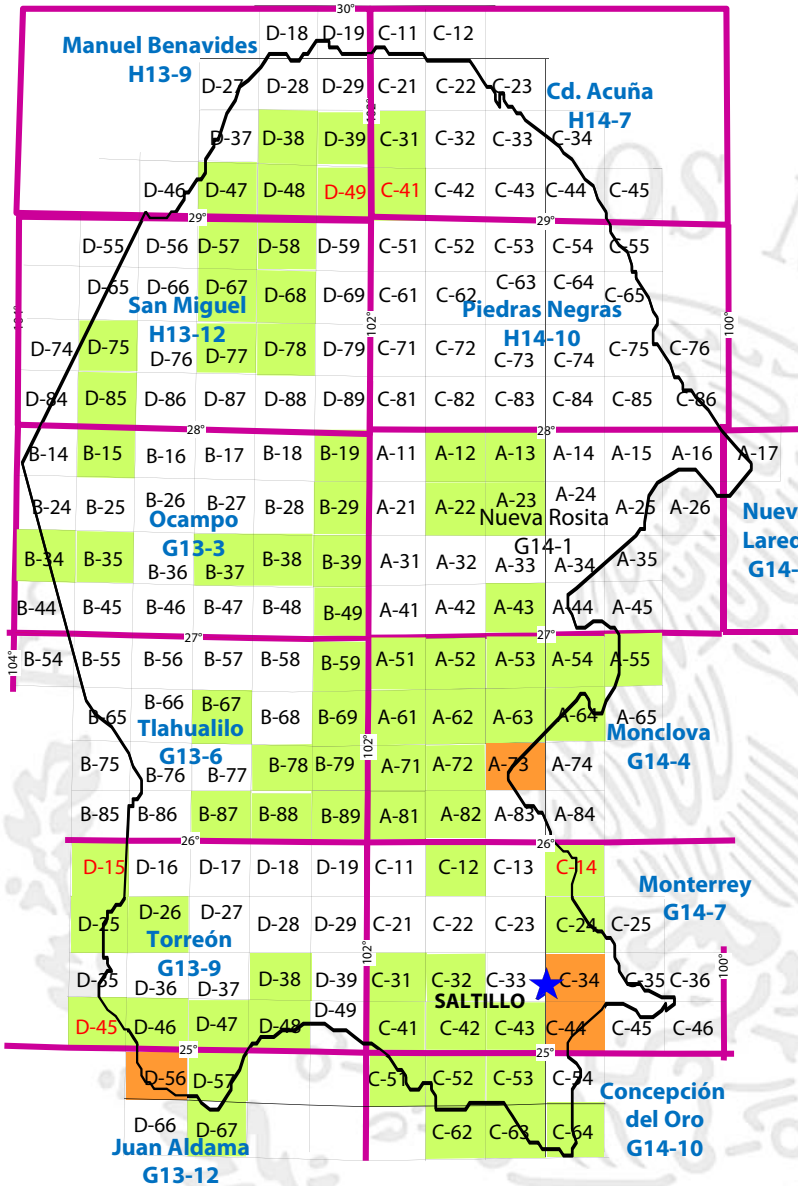 30°
D-18 D-19 C-11 C-12
Manuel Benavides
H13-9
D-27 D-28 D-29 C-21 C-22 C-23
Cd. Acuña
H14-7
102°
D-37 D-38 D-39 C-31 C-32 C-33 C-34
D-46 D-47 D-48 D-49 C-41 C-42 C-43 C-44 C-45
29° 29°
D-55 D-56 D-57 D-58 D-59 C-51 C-52 C-53 C-54 C-55
D-65 D-66 D-67 D-68 D-69 C-61 C-62 C-63 C-64 C-65
San Miguel
H13-12
Piedras Negras
H14-10
104° 102° 100°
D-74 D-75 D-76 D-77 D-78 D-79 C-71 C-72 C-73 C-74 C-75 C-76
D-84 D-85 D-86 D-87 D-88 D-89 C-81 C-82 C-83 C-84 C-85 C-86
28° 28°
B-14 B-15 B-16 B-17 B-18 B-19 A-11 A-12 A-13 A-14 A-15 A-16 A-17
B-24 B-25 B-26 B-27 B-28 B-29 A-21 A-22 A-23 A-24 A-25 A-26
Ocampo
G13-3
Nueva Rosita
G14-1
Nuev
Lared
G14-
B-34 B-35 B-36 B-37 B-38 B-39 A-31 A-32 A-33 A-34 A-35
B-44 B-45 B-46 B-47 B-48 B-49 A-41 A-42 A-43 A-44 A-45
27° 27°
104°
B-54 B-55 B-56 B-57 B-58 B-59 A-51 A-52 A-53 A-54 A-55
B-65 B-66 B-67 B-68 B-69 A-61 A-62 A-63 A-64 A-65
Tlahualilo
G13-6
102°
Monclova
G14-4
B-75 B-76 B-77 B-78 B-79 A-71 A-72 A-73 A-74
B-85 B-86 B-87 B-88 B-89 A-81 A-82 A-83 A-84
26° 26°
D-15 D-16 D-17 D-18 D-19 C-11 C-12 C-13 C-14
Monterrey
G14-7
D-25 D-26 D-27 D-28 D-29 C-21 C-22 C-23 C-24 C-25
Torreón
G13-9
102° 100°
D-35 D-36 D-37 D-38 D-39 C-31 C-32 C-33 C-34 C-35 C-36
SALTILLO
D-45 D-46 D-47 D-48 D-49 C-41 C-42 C-43 C-44 C-45 C-46
25° 25°
D-56 D-57 C-51 C-52 C-53 C-54
Concepción
del Oro
G14-10
D-66 D-67 C-62 C-63 C-64
Juan Aldama
G13-12